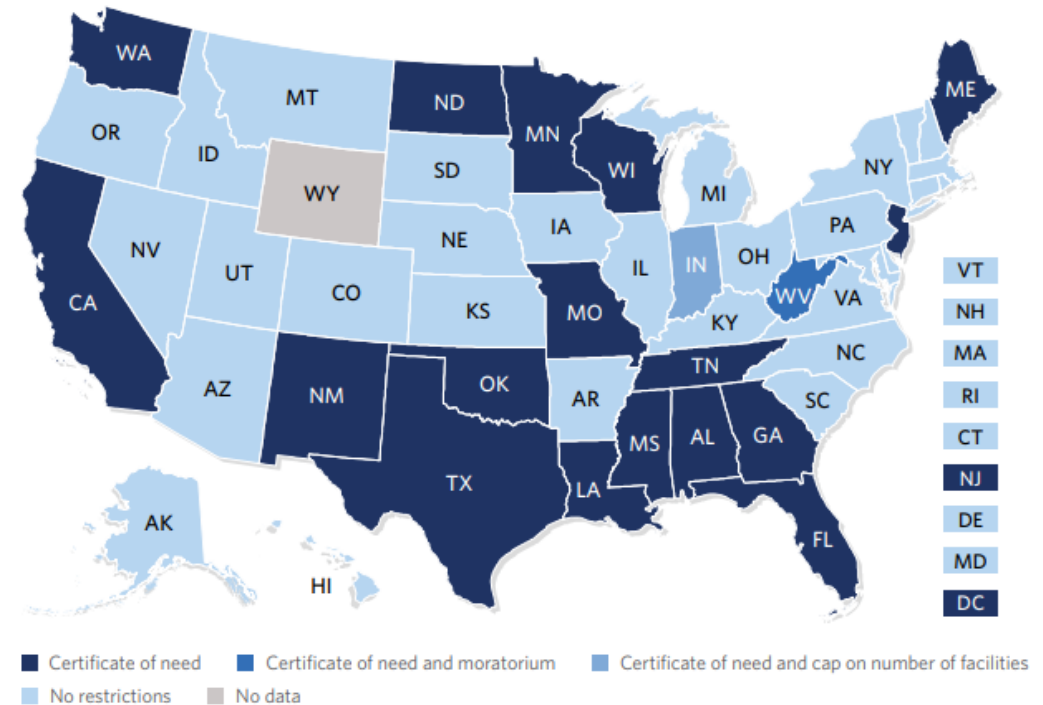 WA
MT
ND
MN
ME
OR
ID
SD
WI
MI
NY
WY
IA
PA
NV
UT
CO
NE
IL
IN
OH
VT
CA
KS
MO
KY
WV
VA
NH
AZ
NM
OK
AR
TN
NC
MA
SC
RI
TX
LA
MS
AL
GA
CT
NJ
AK
FL
DE
HI
MD
DC
Certificate of need
Certificate of need and moratorium
Certificate of need and cap on number of facilities
No restrictions
No data